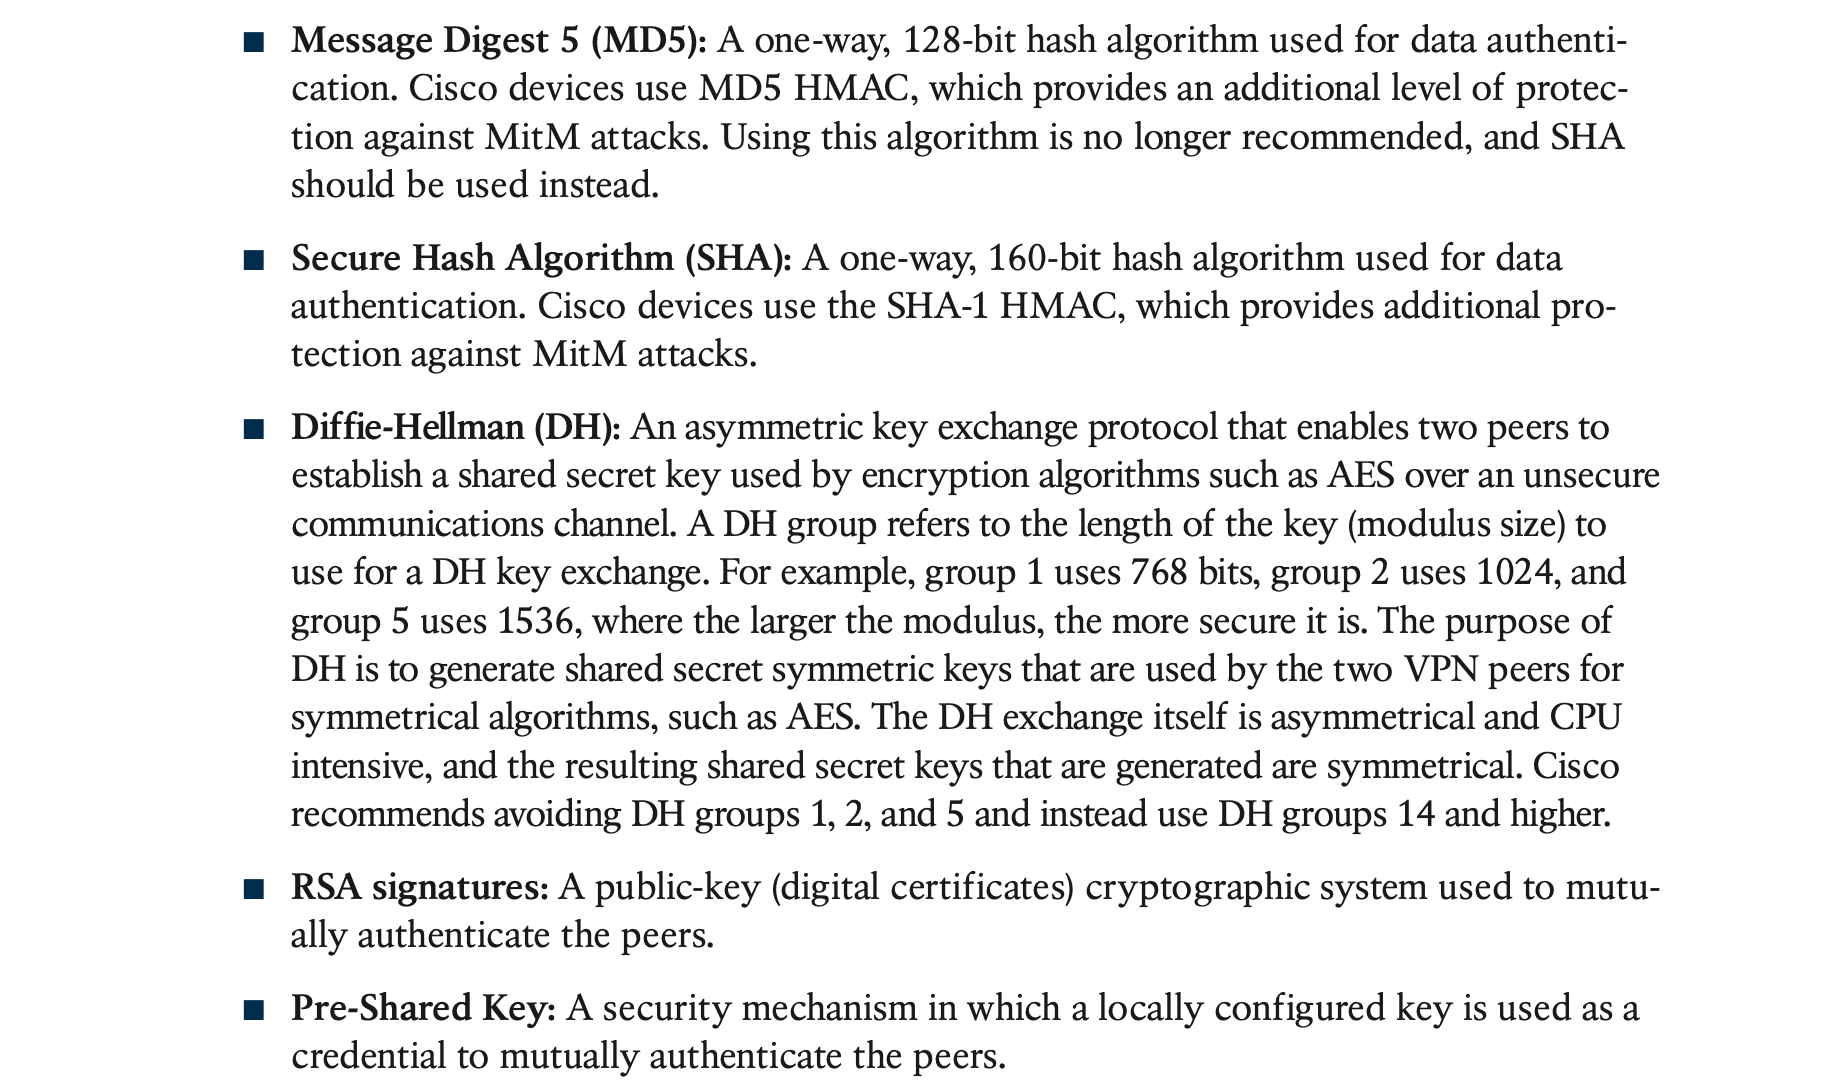 ■ Message Digest 5 (MD5): A one-way, 128-bit hash algorithm used for data authenti-
cation. Cisco devices use MD5 HMAC, which provides an additional level of protec-
tion against MitM attacks. Using this algorithm is no longer recommended, and SHA
should be used instead.
■ Secure Hash Algorithm (SHA): A one-way, 160-bit hash algorithm used for data
authentication. Cisco devices use the SHA-1 HMAC, which provides additional pro-
tection against MitM attacks.
■ Diffie-Hellman (DH): An asymmetric key exchange protocol that enables two peers to
establish a shared secret key used by encryption algorithms such as AES over an unsecure
communications channel. A DH group refers to the length of the key (modulus size) to
use for a DH key exchange. For example, group 1 uses 768 bits, group 2 uses 1024, and
group 5 uses 1536, where the larger the modulus, the more secure it is. The purpose of
DH is to generate shared secret symmetric keys that are used by the two VPN peers for
symmetrical algorithms, such as AES. The DH exchange itself is asymmetrical and CPU
intensive, and the resulting shared secret keys that are generated are symmetrical. Cisco
recommends avoiding DH groups 1, 2, and 5 and instead use DH groups 14 and higher.
■ RSA signatures: A public-key (digital certificates) cryptographic system used to mutu-
ally authenticate the peers.
■ Pre-Shared Key: A security mechanism in which a locally configured key is used as a
credential to mutually authenticate the peers.